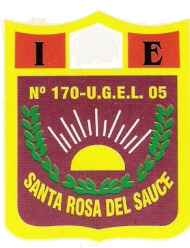 I E
Nº 170-U.G.E.L. 05
SANTA ROSA DEL SAUCE